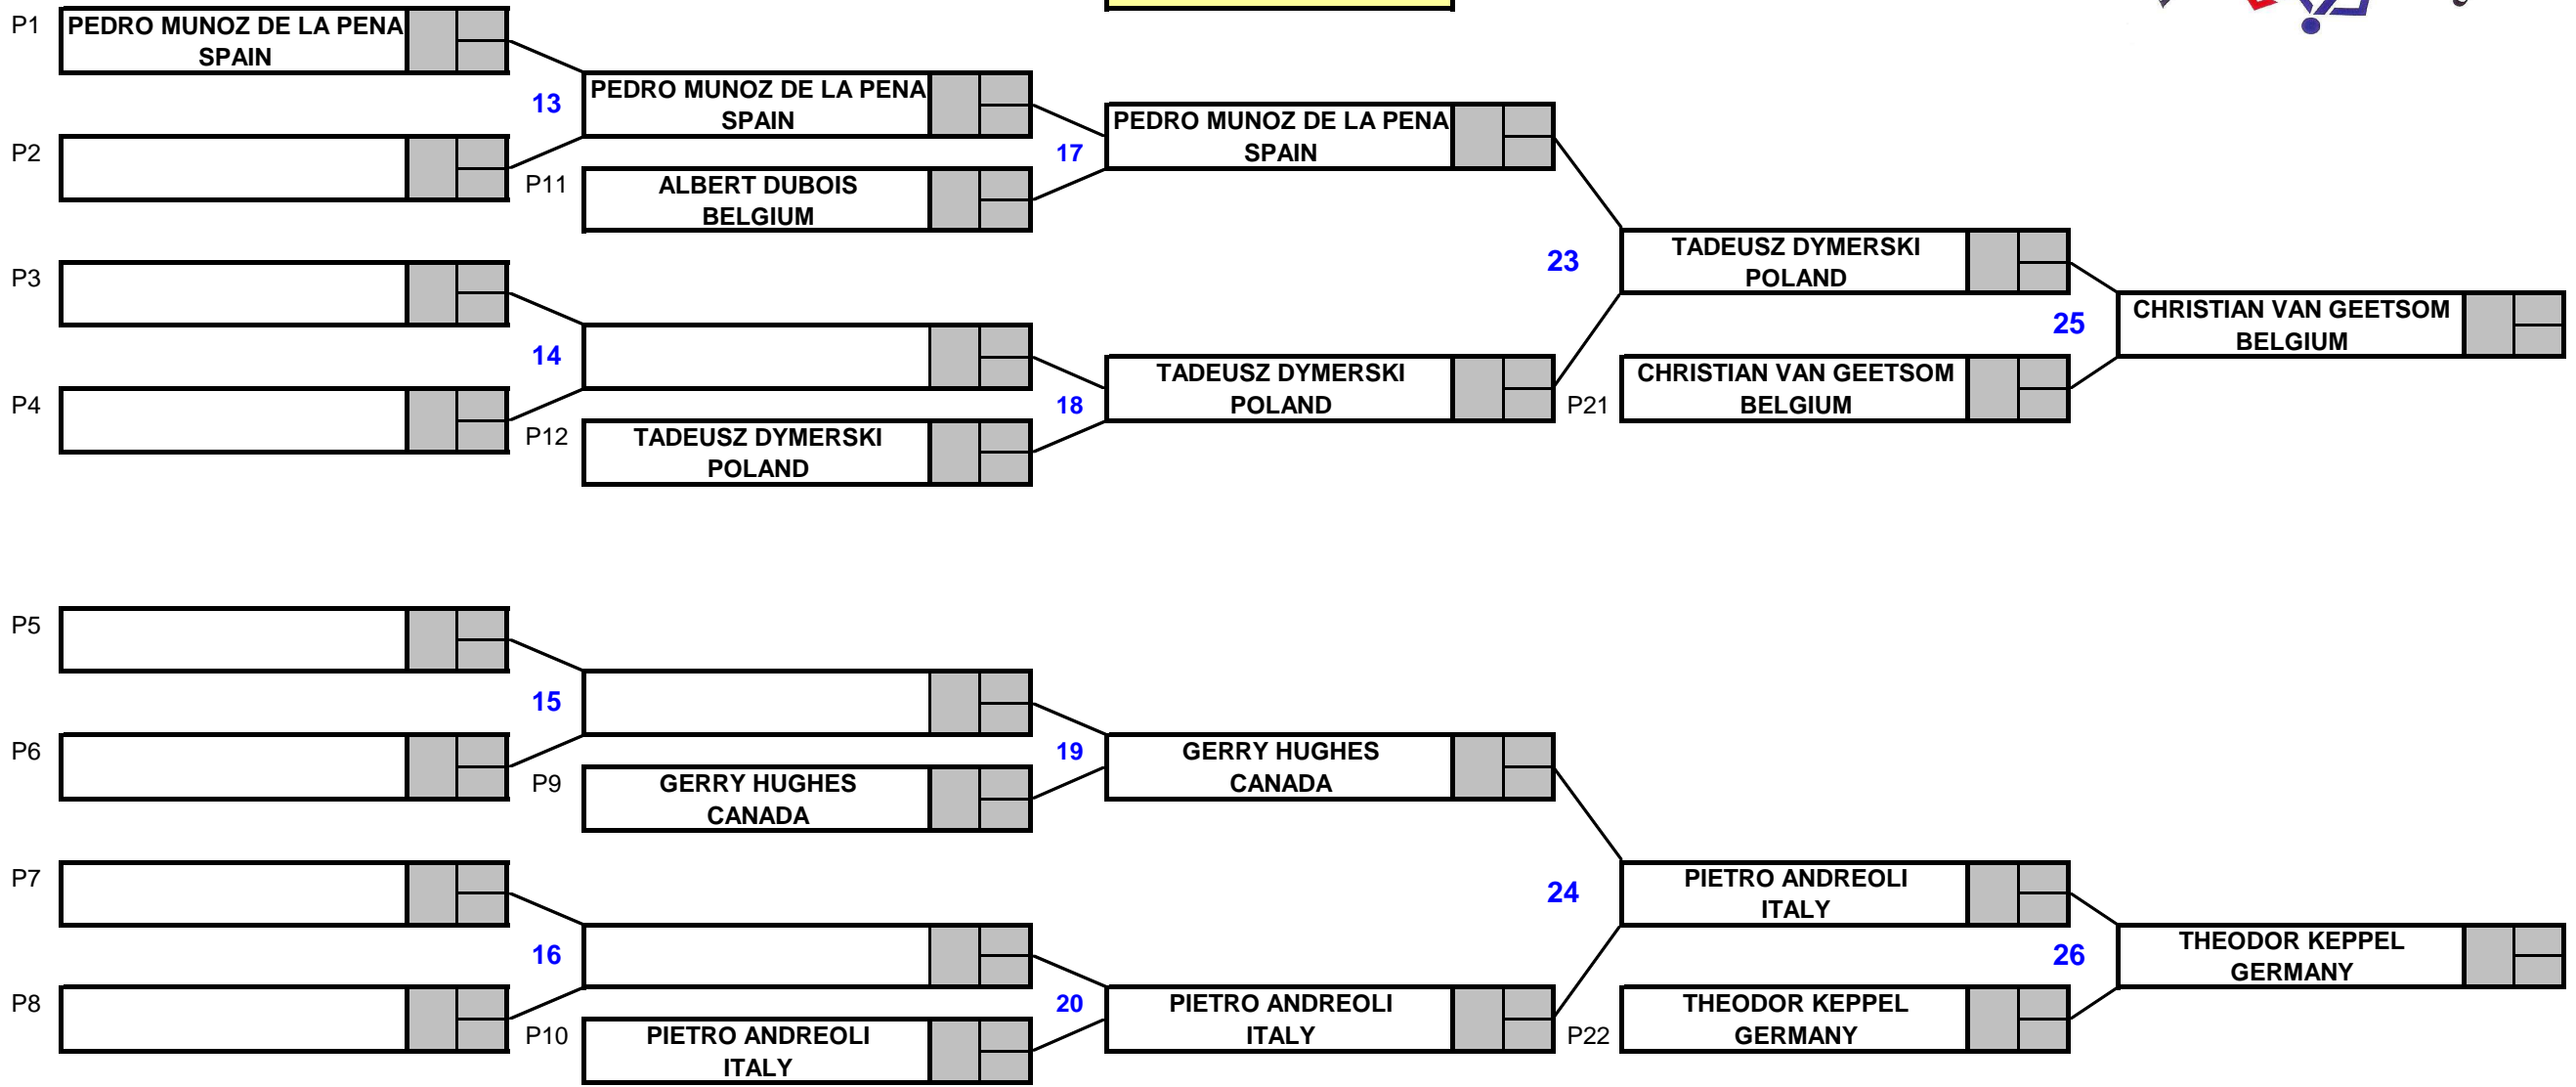 P1
PEDRO MUNOZ DE LA PENA
SPAIN
13
PEDRO MUNOZ DE LA PENA
SPAIN
PEDRO MUNOZ DE LA PENA
SPAIN
P2
17
P11
ALBERT DUBOIS
BELGIUM
23
TADEUSZ DYMERSKI
POLAND
P3
CHRISTIAN VAN GEETSOM
BELGIUM
25
14
TADEUSZ DYMERSKI
POLAND
CHRISTIAN VAN GEETSOM
BELGIUM
P4
18
P21
P12
TADEUSZ DYMERSKI
POLAND
P5
15
P6
19
GERRY HUGHES
CANADA
P9
GERRY HUGHES
CANADA
P7
24
PIETRO ANDREOLI
ITALY
16
26
THEODOR KEPPEL
GERMANY
P8
20
PIETRO ANDREOLI
ITALY
THEODOR KEPPEL
GERMANY
P10
PIETRO ANDREOLI
ITALY
P22